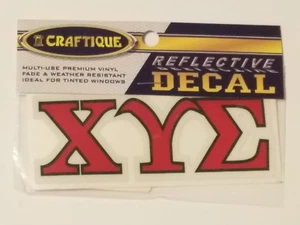 CRAFTIQUE
MULTI-USE PREMIUM VINYL
FADE & WEATHER RESISTANT
IDEAL FOR TINTED WINDOWS
REFLECTIVE
DECAL
ΧΥΣ